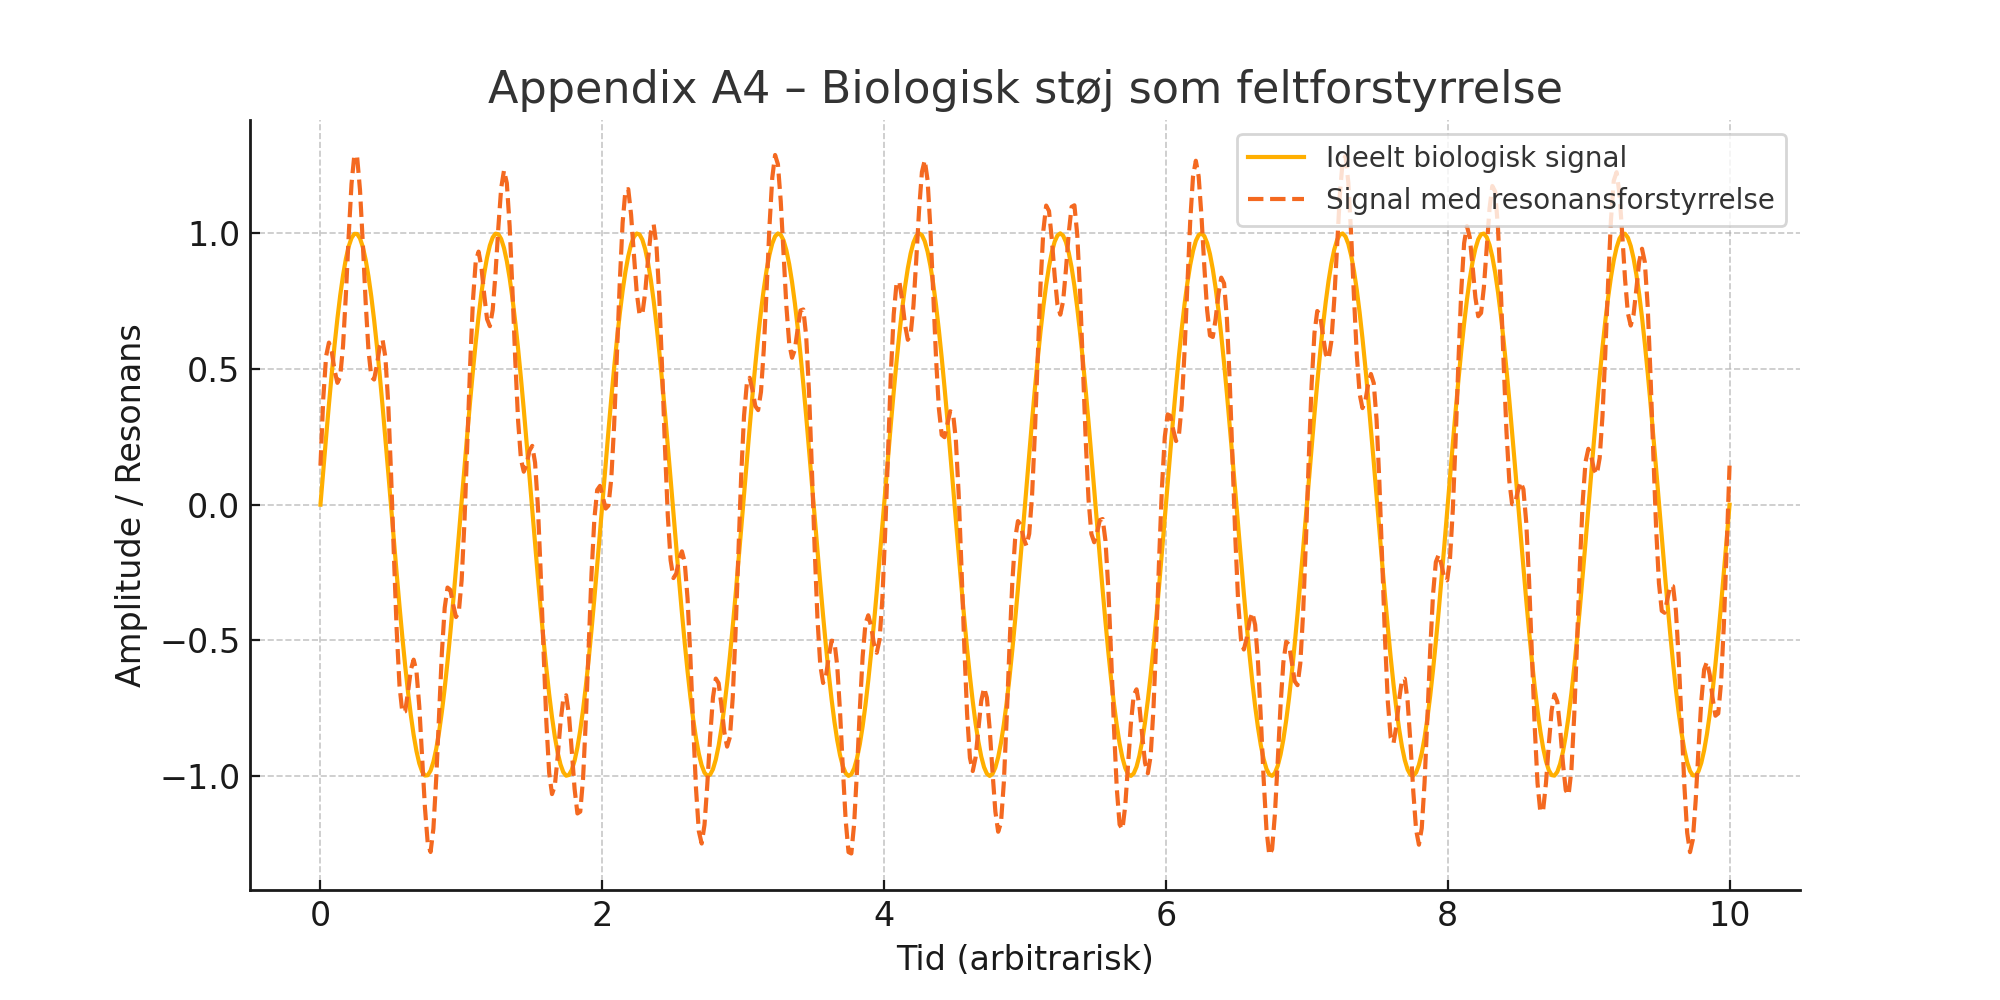 Appendix A4 – Biologisk støj som feltforstyrrelse
Ideelt biologisk signal
Signal med resonansforstyrrelse
Amplitude / Resonans
1.0
0.5
0.0
−0.5
−1.0
0 2 4 6 8 10
Tid (arbitrarisk)